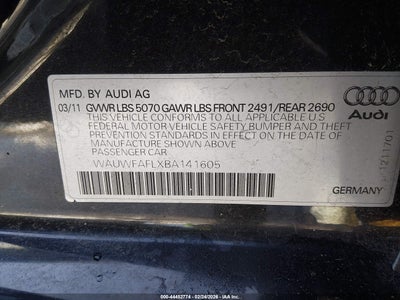 MFD. BY AUDI AG
03/11 GVWR LBS 5070 GAWR LBS FRONT 2491/REAR 2690
THIS VEHICLE CONFORMS TO ALL APPLICABLE U.S
FEDERAL MOTOR VEHICLE SAFETY, BUMPER AND THEFT
PREVENTION STANDARDS IN EFFECT ON THE
DATE OF MANUFACTURE SHOWN ABOVE
PASSENGER CAR
WAUWFAFLXBA141605
Audi
1211701
GERMANY
000-44452774 - 02/24/2026 - IAA Inc.